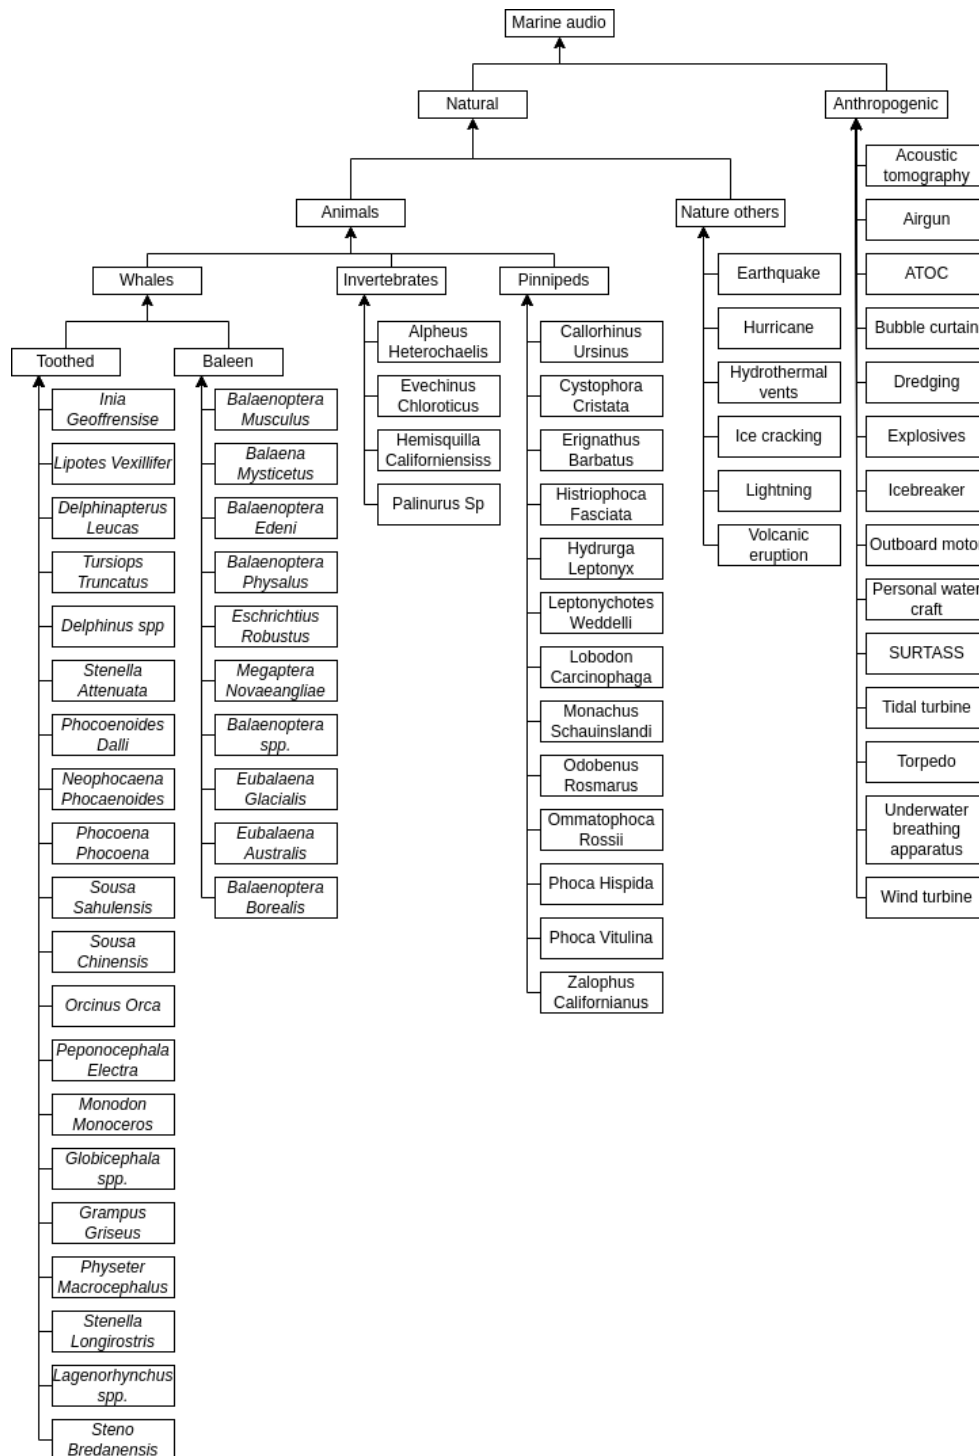 Marine audio
Natural
Anthropogenic
Animals
Nature others
Whales
Invertebrates
Pinnipeds
Toothed
Baleen
Inia
Geoffrensise
Lipotes Vexillifer
Delphinapterus
Leucas
Tursiops
Truncatus
Delphinus spp
Stenella
Attenuata
Phocoenoides
Dalli
Neophocaena
Phocaenoides
Phocoena
Phocoena
Sousa
Sahulensis
Sousa
Chinensis
Orcinus Orca
Peponocephala
Electra
Monodon
Monoceros
Globicephala
spp.
Grampus
Griseus
Physeter
Macrocephalus
Stenella
Longirostris
Lagenorhynchus
spp.
Steno
Bredanensis
Balaenoptera
Musculus
Balaena
Mysticetus
Balaenoptera
Edeni
Balaenoptera
Physalus
Eschrichtius
Robustus
Megaptera
Novaeangliae
Balaenoptera
spp.
Eubalaena
Glacialis
Eubalaena
Australis
Balaenoptera
Borealis
Alpheus
Heterochaelis
Evechinus
Chloroticus
Hemisquilla
Californiensiss
Palinurus Sp
Callorhinus
Ursinus
Cystophora
Cristata
Erignathus
Barbatus
Histriophoca
Fasciata
Hydrurga
Leptonyx
Leptonychotes
Weddelli
Lobodon
Carcinophaga
Monachus
Schauinslandi
Odobenus
Rosmarus
Ommatophoca
Rossii
Phoca Hispida
Phoca Vitulina
Zalophus
Californianus
Earthquake
Hurricane
Hydrothermal
vents
Ice cracking
Lightning
Volcanic
eruption
Acoustic
tomography
Airgun
ATOC
Bubble curtain
Dredging
Explosives
Icebreaker
Outboard motor
Personal water
craft
SURTASS
Tidal turbine
Torpedo
Underwater
breathing
apparatus
Wind turbine